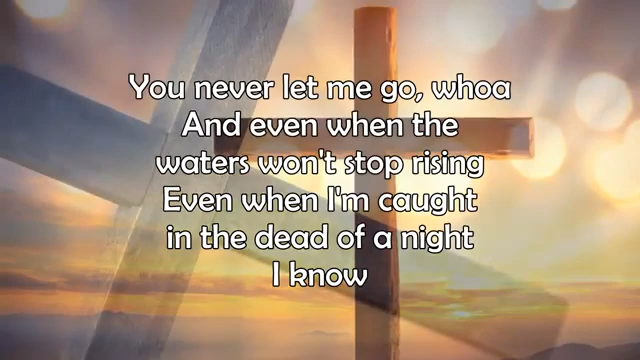 You never let me go, whoa
And even when the
waters won't stop rising
Even when I'm caught
in the dead of a night
I know